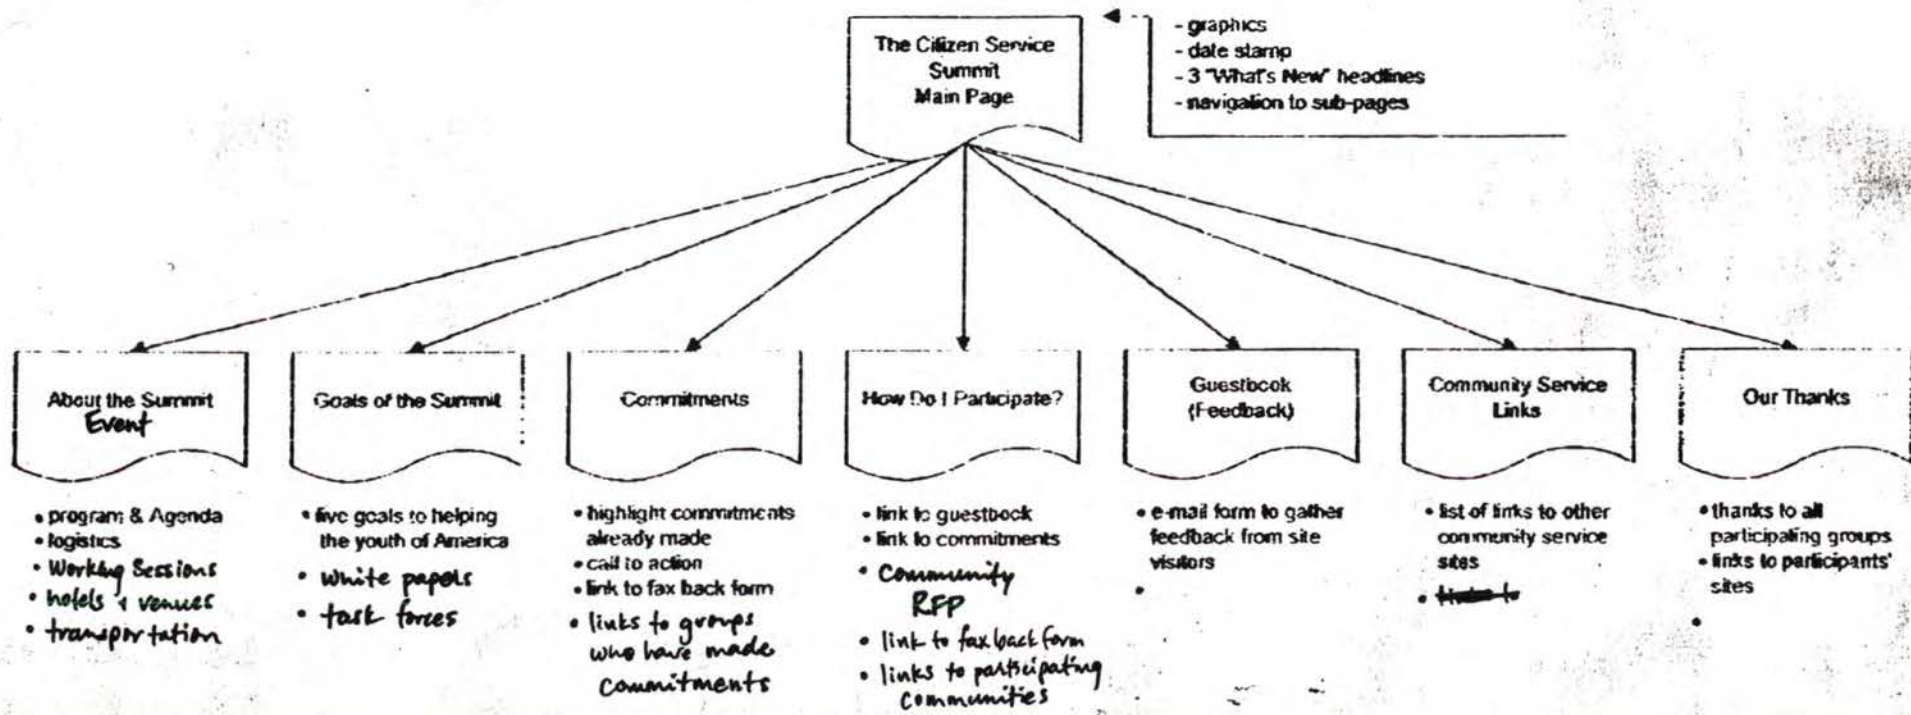 The Citizen Service
Summit
Main Page
- graphics
- date stamp
- 3 "What's New" headlines
- navigation to sub-pages
About the Summit
Event
• program & Agenda
• logistics
• Working Sessions
• hotels & venues
• transportation
Goals of the Summit
• five goals to helping
the youth of America
• white papers
• task forces
Commitments
• highlight commitments
already made
• call to action
• link to fax back form
• links to groups
who have made
commitments
How Do I Participate?
• link to guestbook
• link to commitments
• Community
RFP
• link to fax back form
• links to participating
communities
Guestbook
(Feedback)
• e-mail form to gather
feedback from site
visitors
•
Community Service
Links
• list of links to other
community service
sites
•
Our Thanks
• thanks to all
participating groups
• links to participants'
sites
•